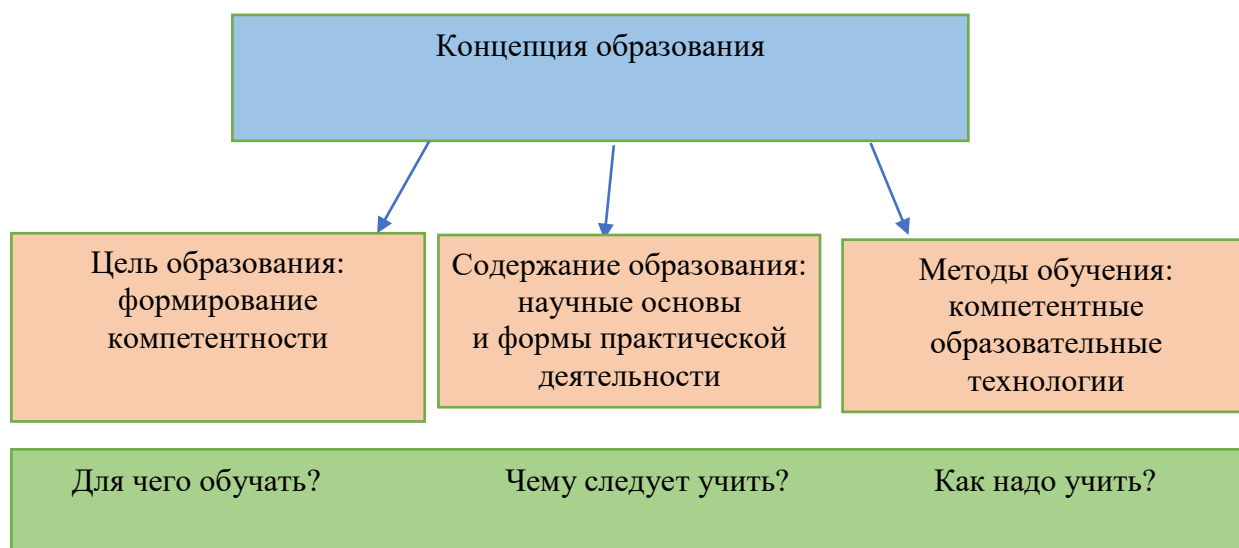 Концепция образования
Цель образования:
формирование
компетентности
Содержание образования:
научные основы
и формы практической
деятельности
Методы обучения:
компетентные
образовательные
технологии
Для чего обучать?
Чему следует учить?
Как надо учить?